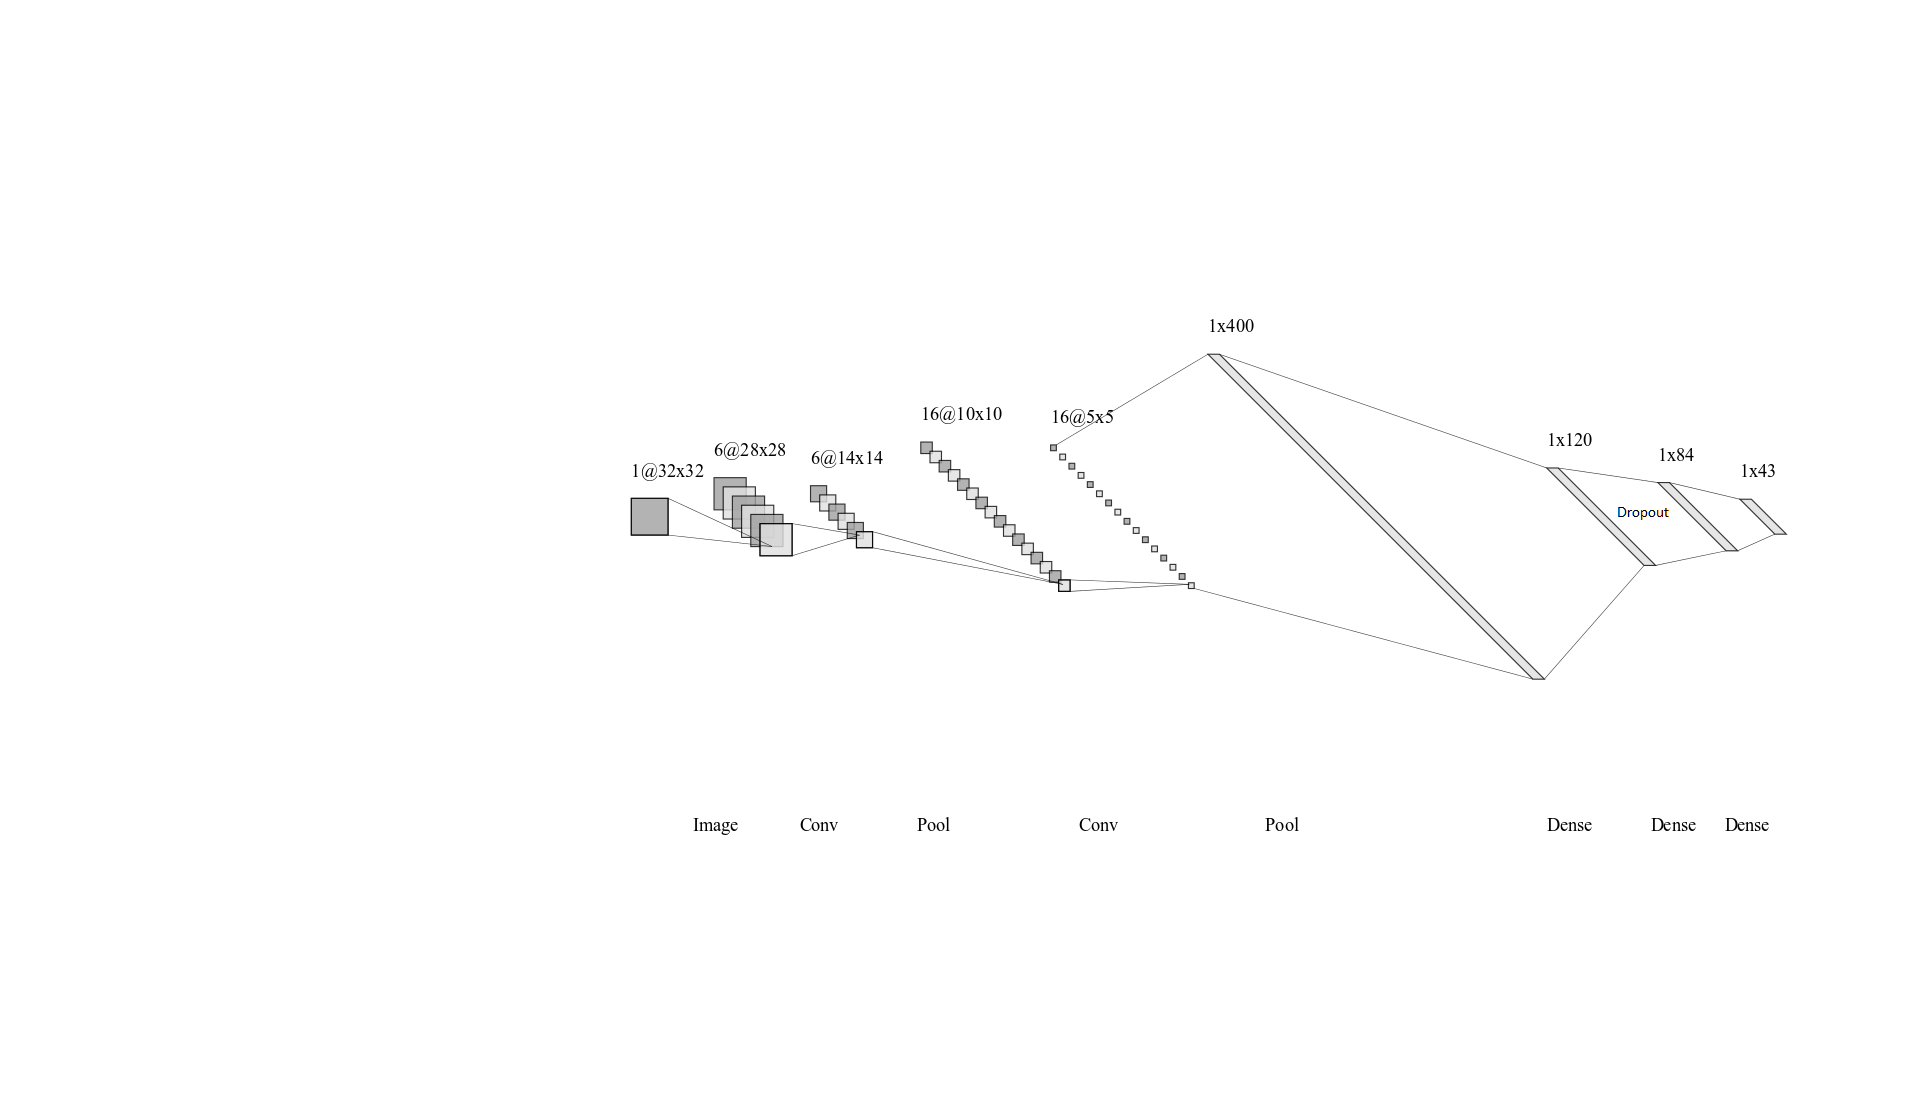 1@32x32
6@28x28
6@14x14
16@10x10
16@5x5
1x400
1x120
1x84
1x43
Dropout
Image
Conv
Pool
Conv
Pool
Dense
Dense
Dense